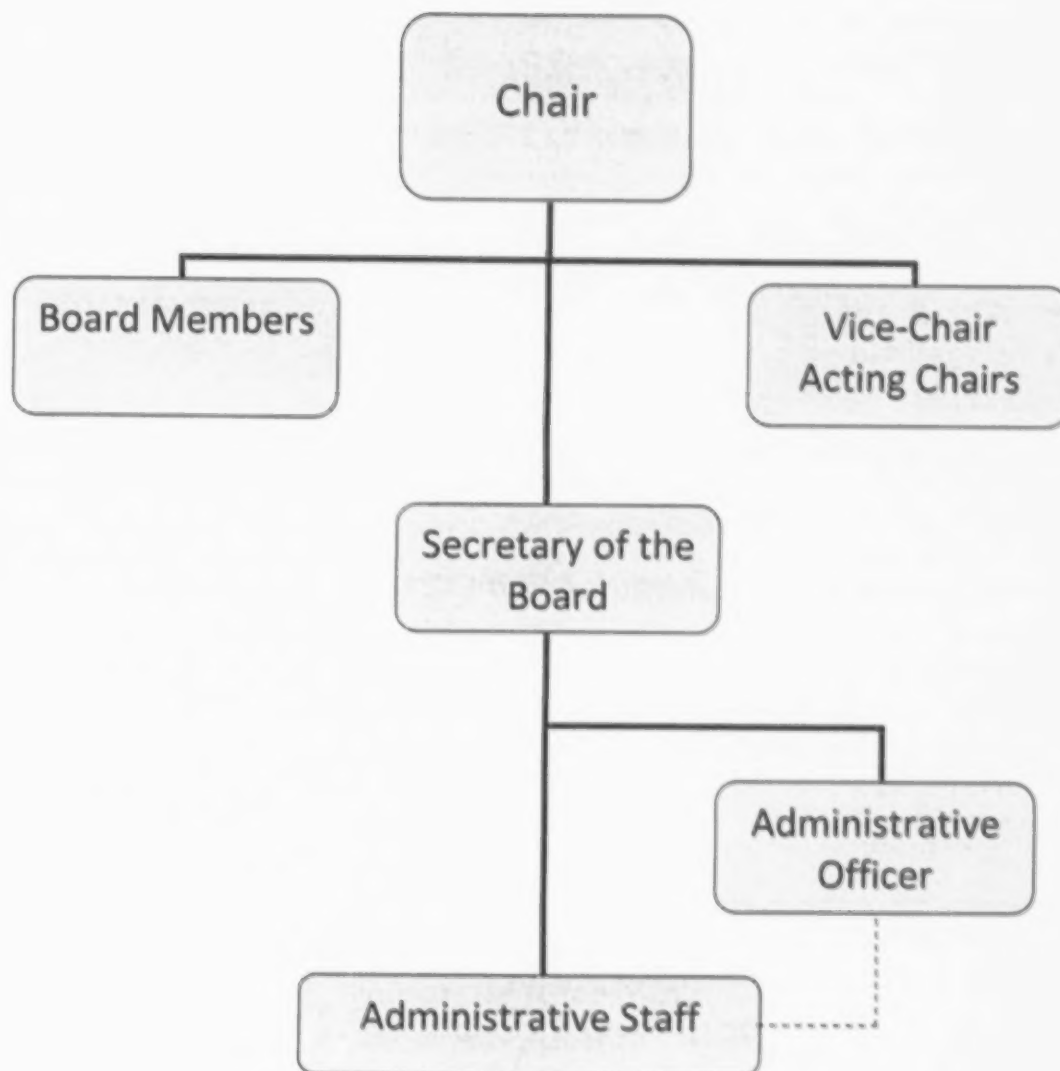 Chair
Board Members
Vice-Chair
Acting Chairs
Secretary of the
Board
Administrative
Officer
Administrative Staff